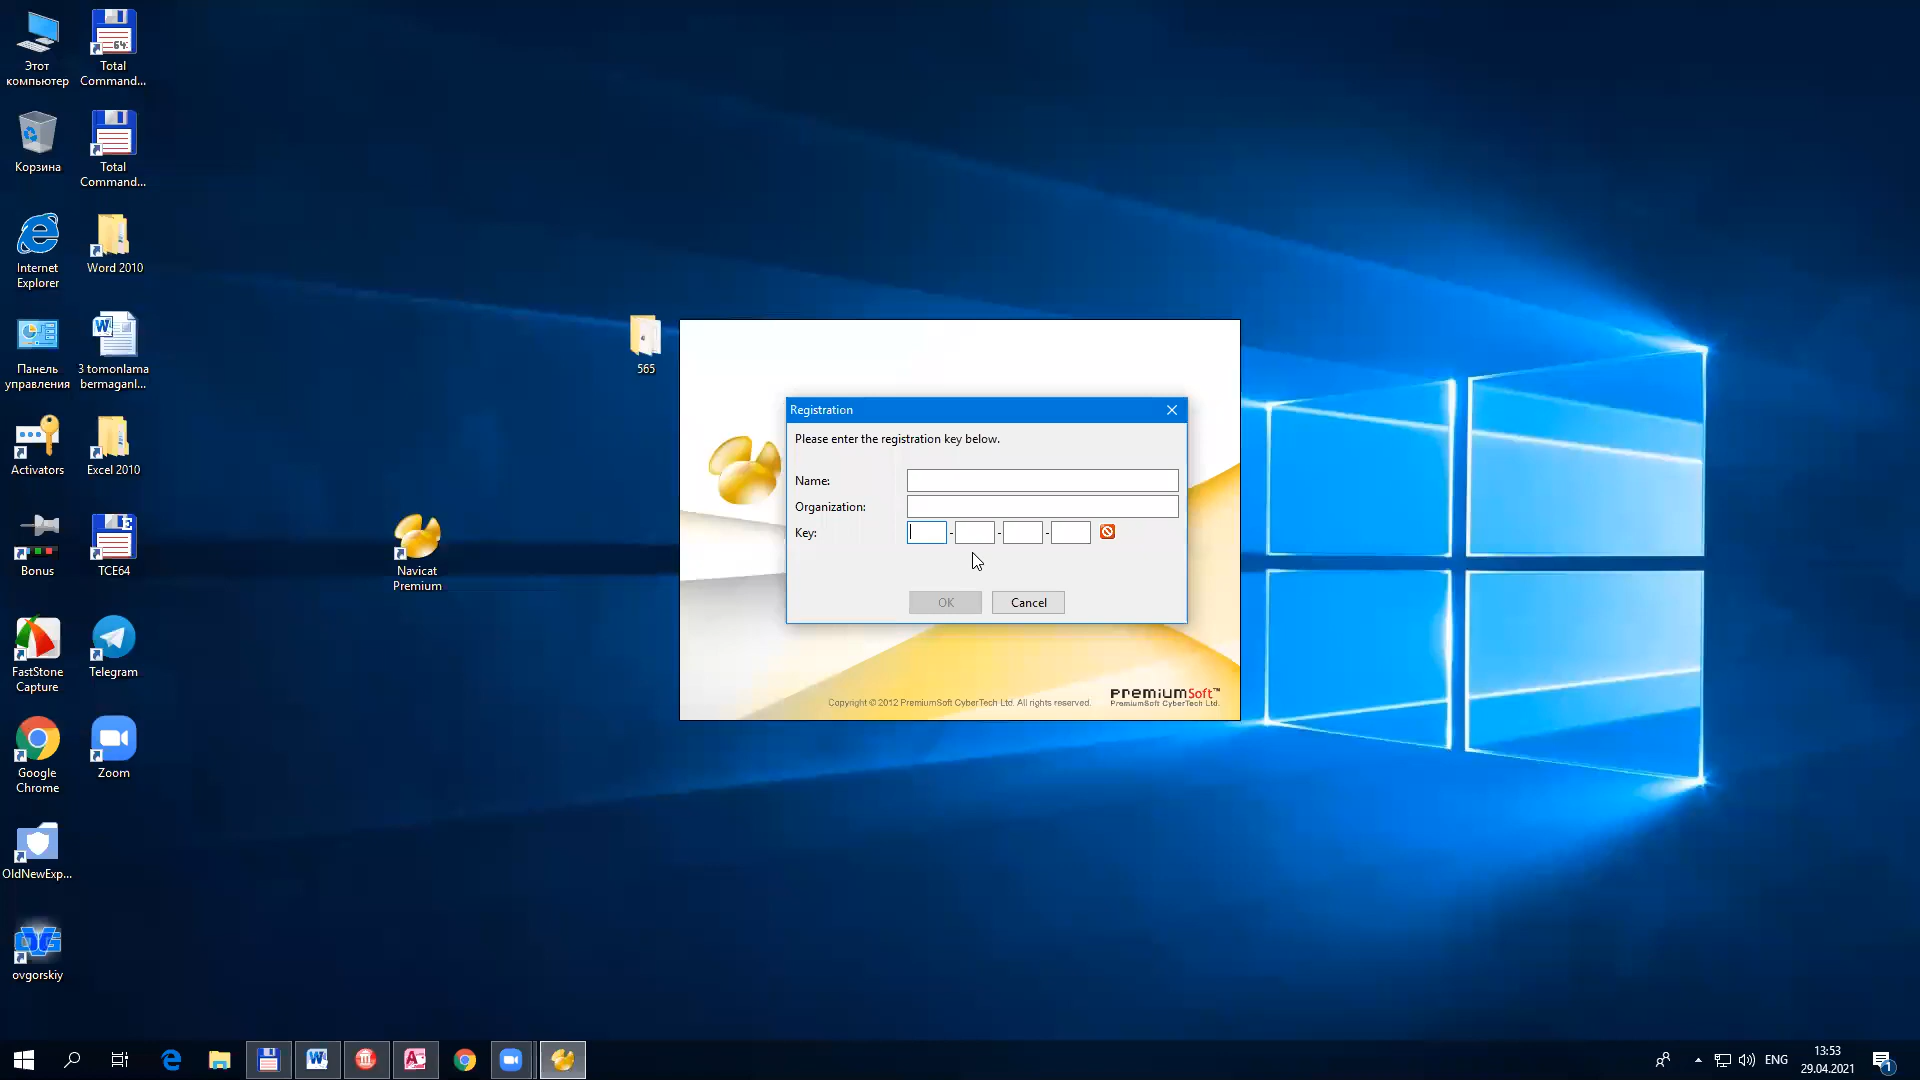 Этот
компьютер
Total
Command...
Корзина
Total
Command...
Internet
Explorer
Word 2010
Панель
управления
3 tomonlama
bermaganl...
Activators
Excel 2010
Bonus
TCE64
FastStone
Capture
Telegram
Google
Chrome
Zoom
OldNewExp...
ovgorskiy
565
Navicat
Premium
Registration
Please enter the registration key below.
Name:
Organization:
Key:
- - -
OK
Cancel
Copyright © 2012 PremiumSoft CyberTech Ltd. All rights reserved.
PremiumSoft™
PremiumSoft CyberTech Ltd.
ENG
13:53
29.04.2021
1
64
E